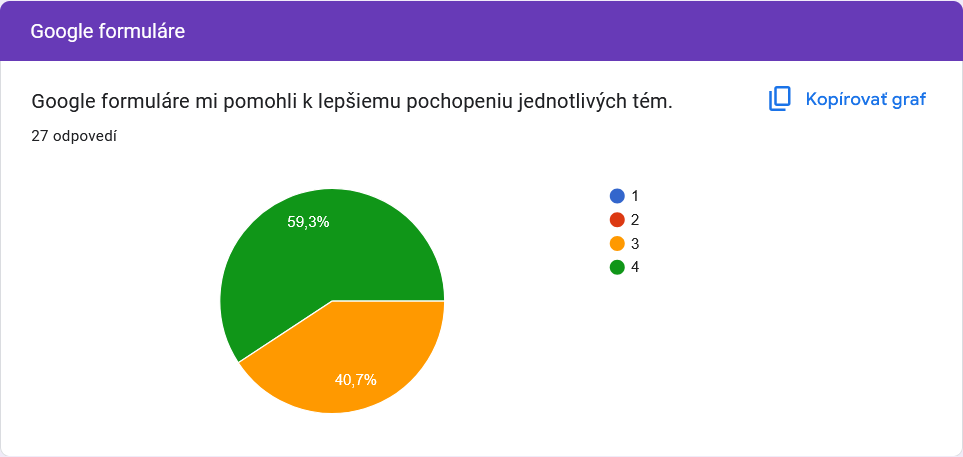 Google formuláre
Google formuláre mi pomohli k lepšiemu pochopeniu jednotlivých tém.
Kopírovať graf
27 odpovedí
59,3%
40,7%
1
2
3
4